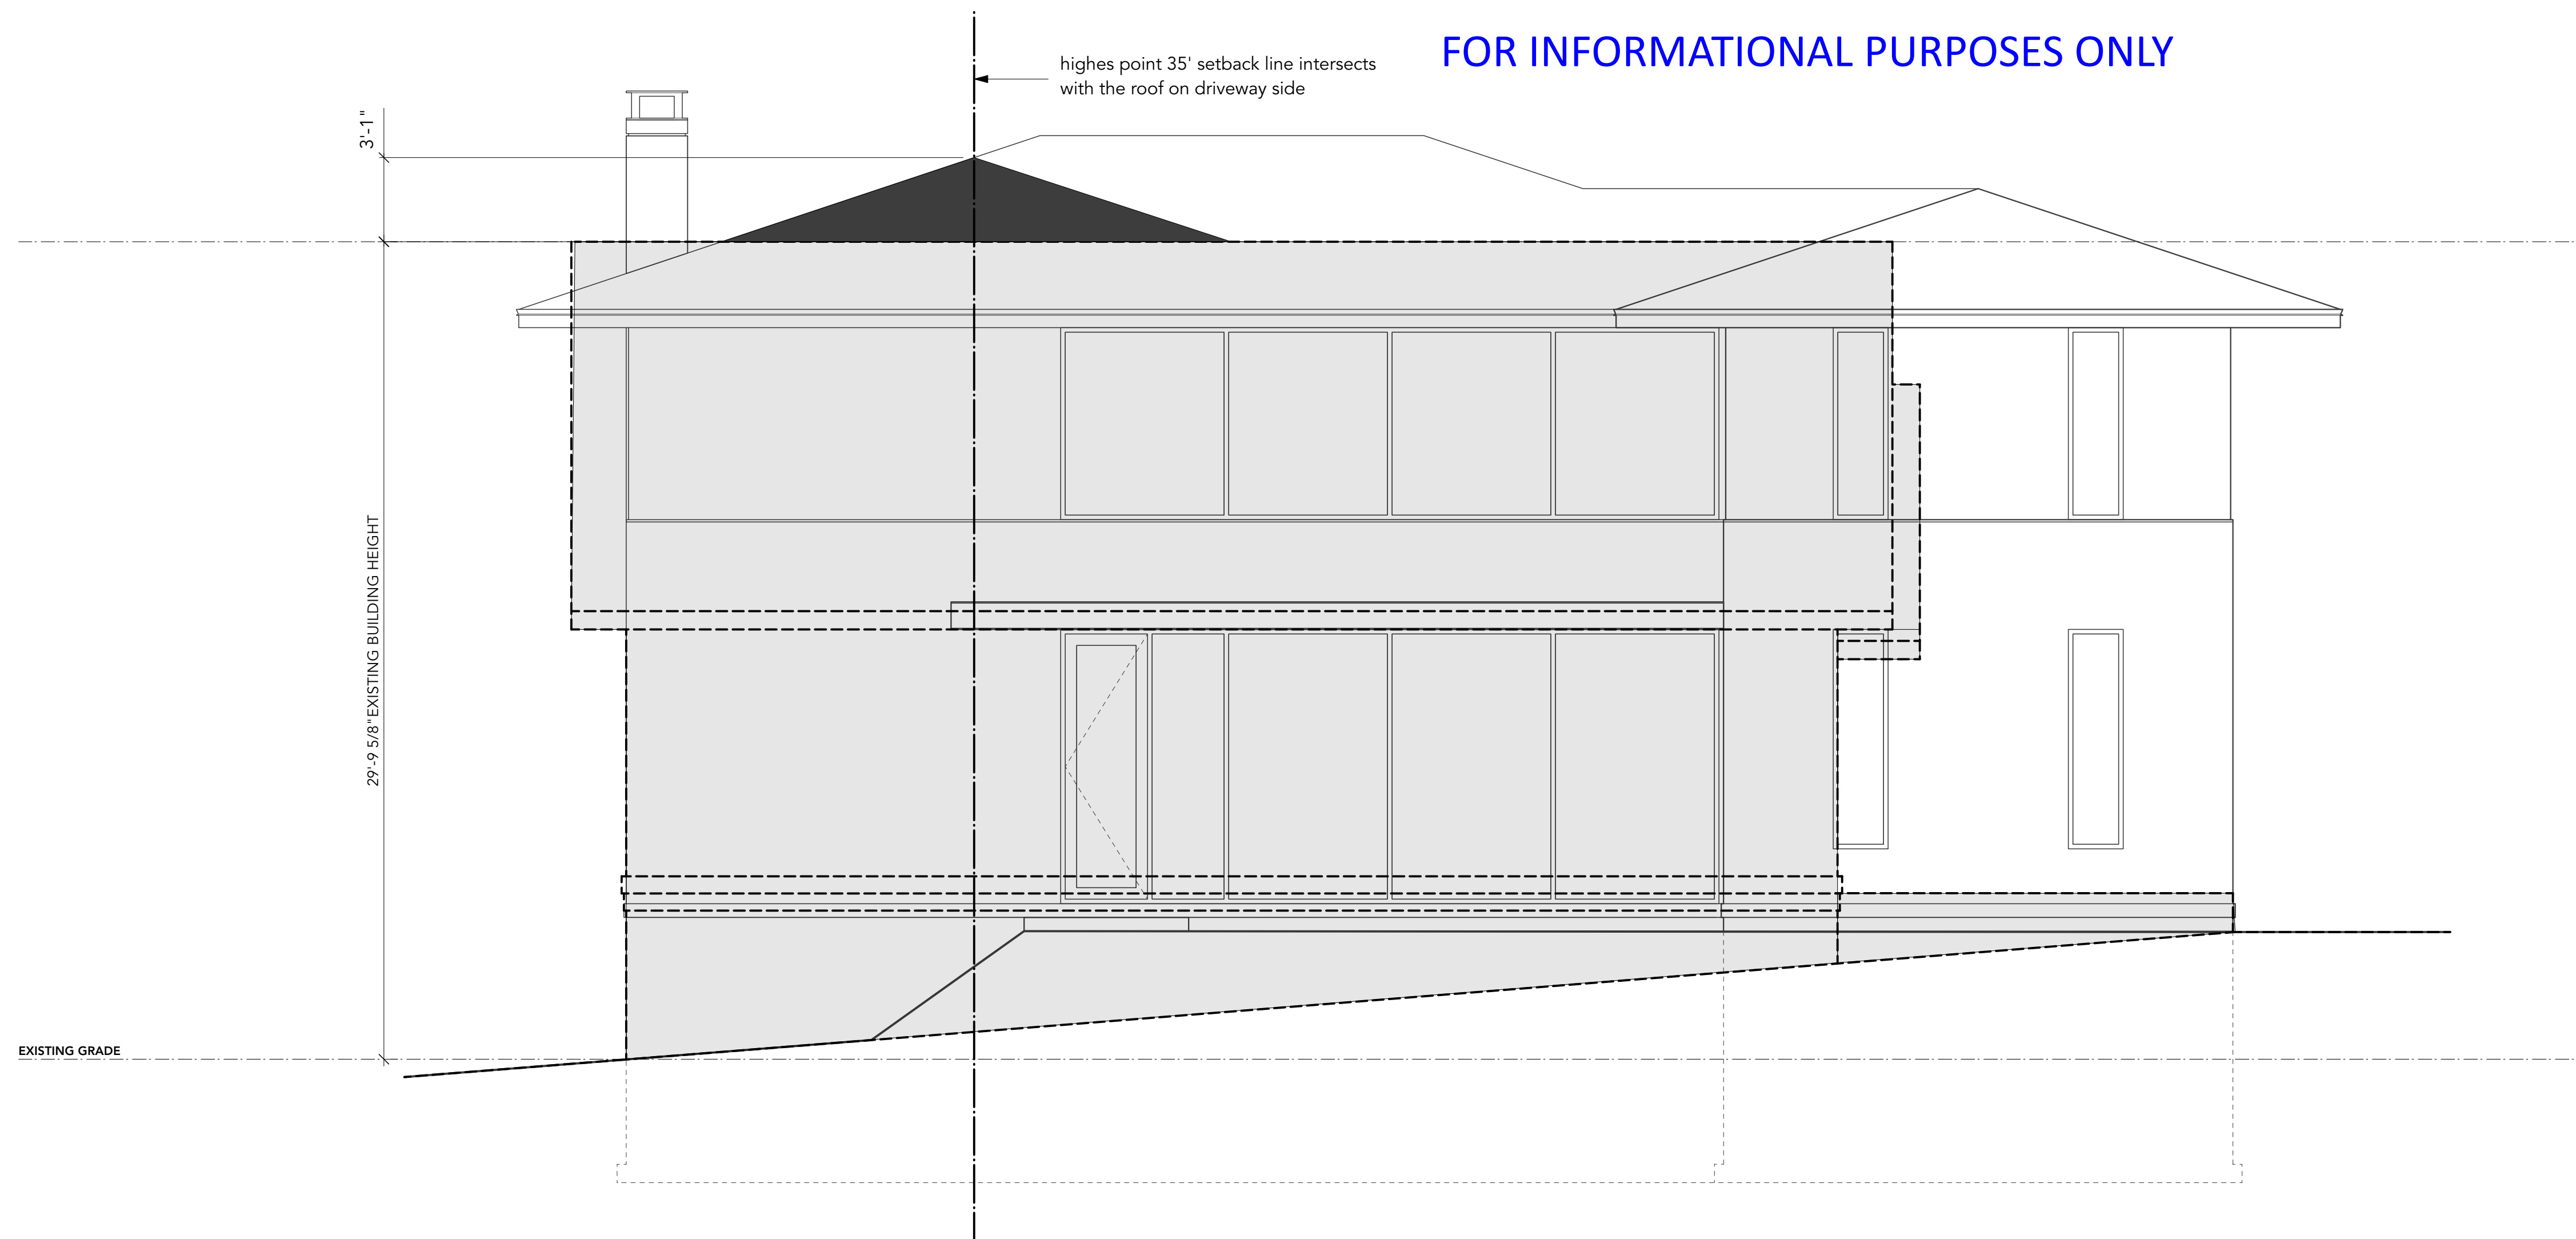 FOR INFORMATIONAL PURPOSES ONLY
highes point 35' setback line intersects
with the roof on driveway side
3'-1"
29'-9 5/8"EXISTING BUILDING HEIGHT
EXISTING GRADE